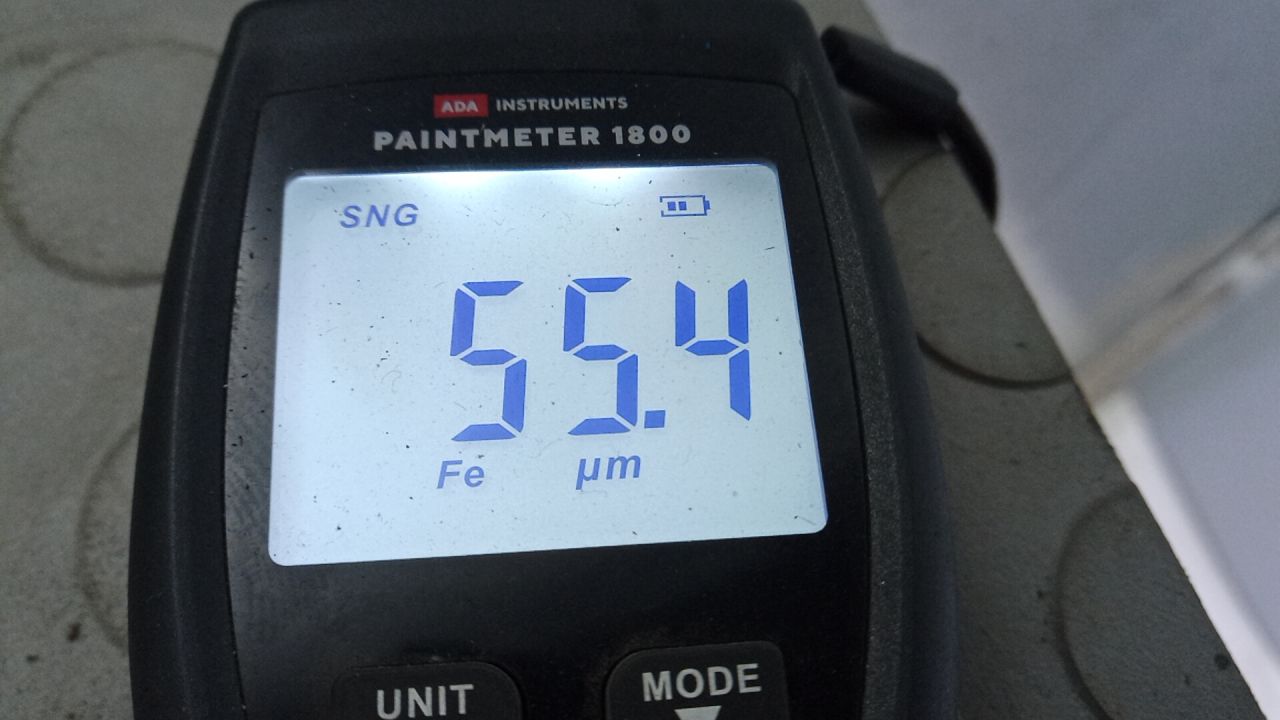 ADA INSTRUMENTS
PAINTMETER 1800
SNG
55.4
Fe µm
UNIT MODE